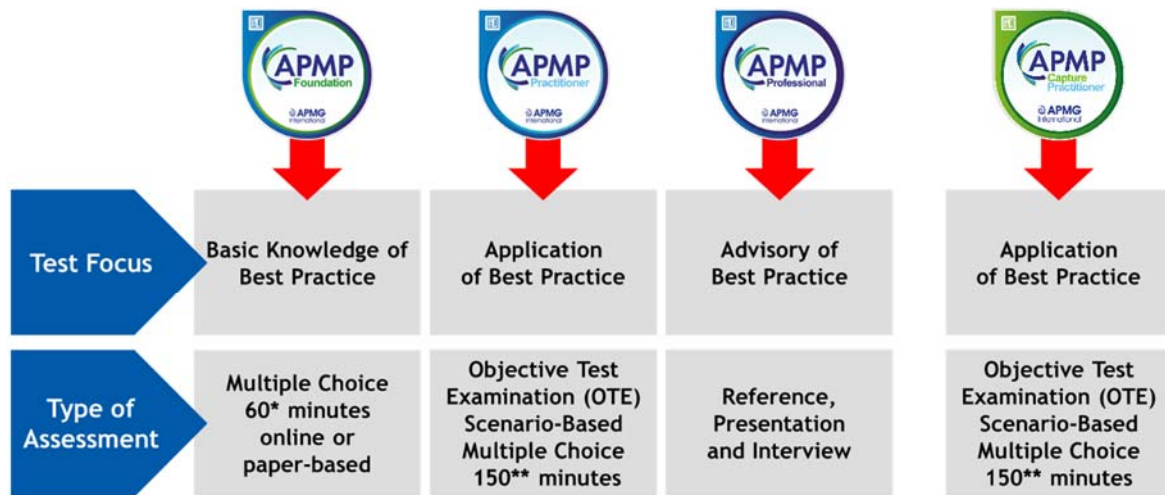 APMP
Foundation
APMG
International
APMP
Practitioner
APMG
International
APMP
Professional
APMG
International
APMP
Capture
Practitioner
APMG
International
Test Focus
Basic Knowledge of
Best Practice
Application
of Best Practice
Advisory of
Best Practice
Application
of Best Practice
Type of
Assessment
Multiple Choice
60* minutes
online or
paper-based
Objective Test
Examination (OTE)
Scenario-Based
Multiple Choice
150** minutes
Reference,
Presentation
and Interview
Objective Test
Examination (OTE)
Scenario-Based
Multiple Choice
150** minutes